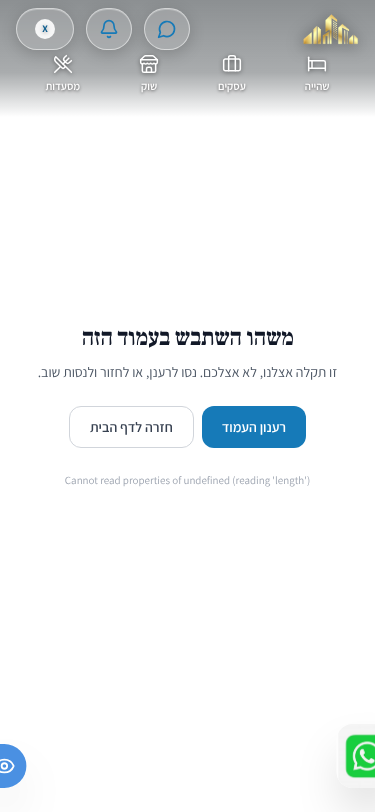 X
שהייה
עסקים
שוק
מסעדות
משהו השתבש בעמוד הזה
זו תקלה אצלנו, לא אצלכם. נסו לרענן, או לחזור ולנסות שוב.
רענון העמוד
חזרה לדף הבית
Cannot read properties of undefined (reading 'length')